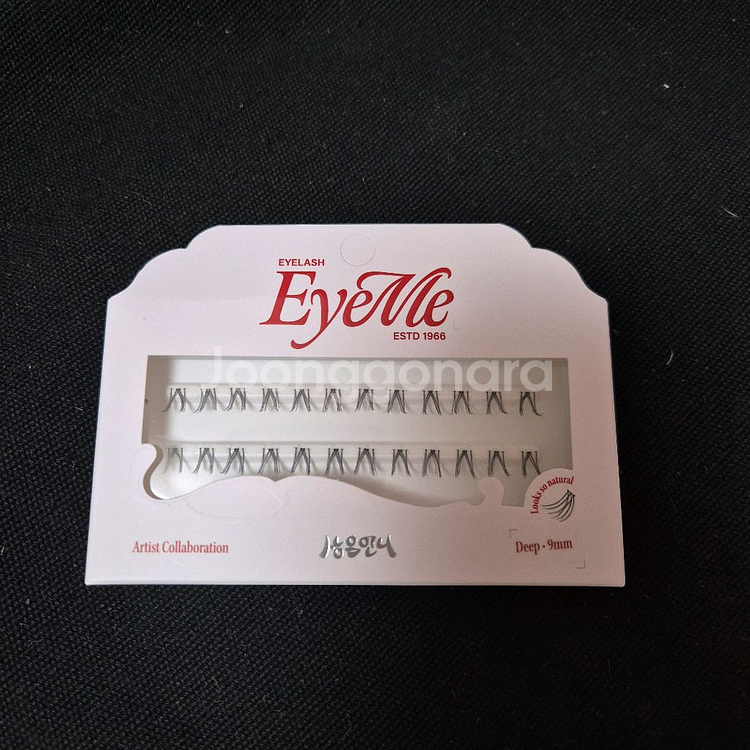 EYELASH
EyeMe
ESTD 1966
Joonggonara
Looks so natural
Artist Collaboration
Deep • 9mm